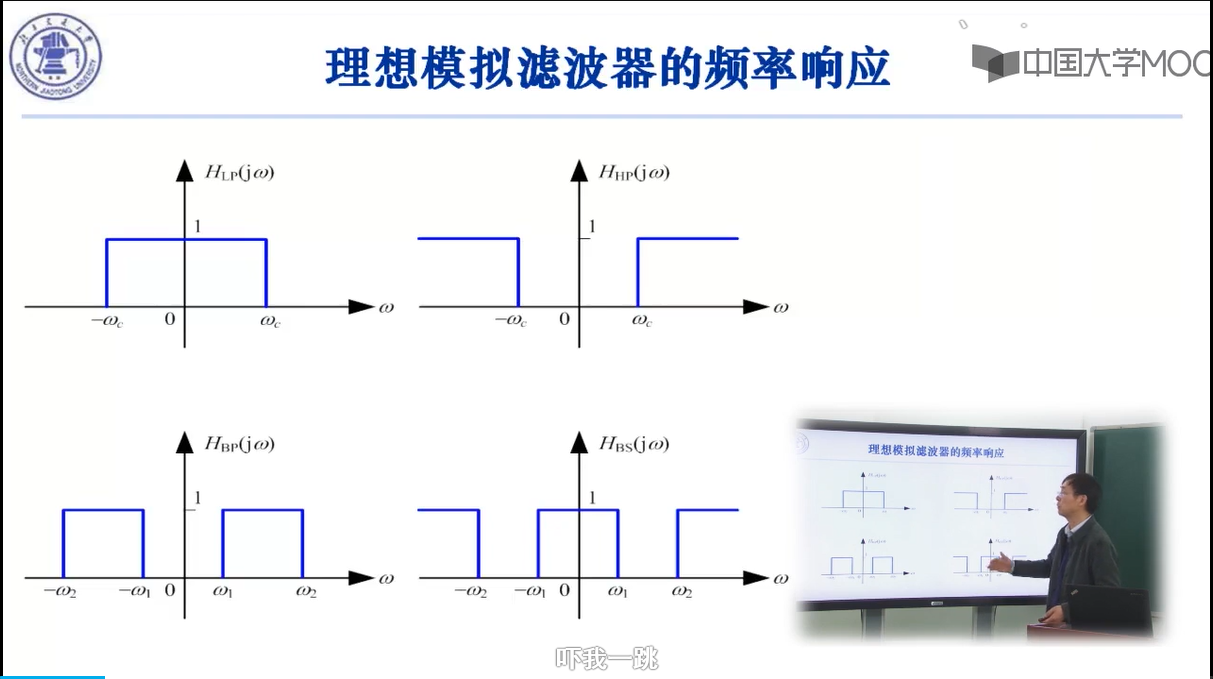 理想模拟滤波器的频率响应
中国大学MOOC
NORTHERN JIAOTONG UNIVERSITY
H_LP(jω)
1
−ω_c 0 ω_c ω
H_HP(jω)
1
−ω_c 0 ω_c ω
H_BP(jω)
1
−ω_2 −ω_1 0 ω_1 ω_2 ω
H_BS(jω)
1
−ω_2 −ω_1 0 ω_1 ω_2 ω
理想模拟滤波器的频率响应
吓我一跳